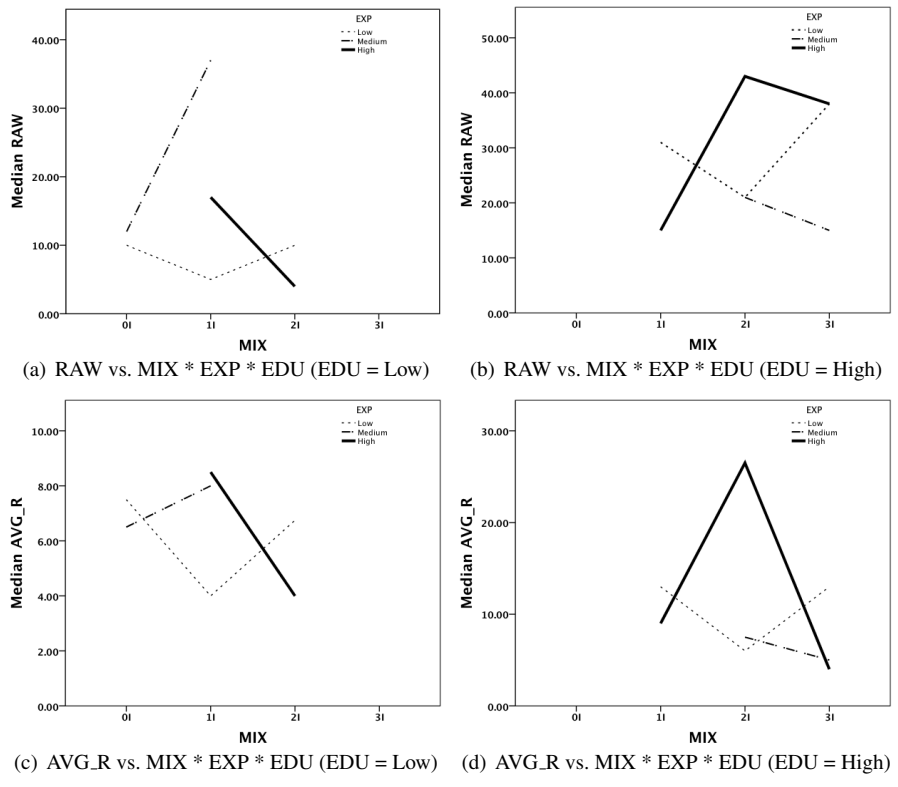 EXP
Low
Medium
High
Median RAW
40.00
30.00
20.00
10.00
0.00
0I
1I
2I
3I
MIX
(a) RAW vs. MIX * EXP * EDU (EDU = Low)
EXP
Low
Medium
High
Median RAW
50.00
40.00
30.00
20.00
10.00
0.00
0I
1I
2I
3I
MIX
(b) RAW vs. MIX * EXP * EDU (EDU = High)
EXP
Low
Medium
High
Median AVG_R
10.00
8.00
6.00
4.00
2.00
0.00
0I
1I
2I
3I
MIX
(c) AVG_R vs. MIX * EXP * EDU (EDU = Low)
EXP
Low
Medium
High
Median AVG_R
30.00
20.00
10.00
0.00
0I
1I
2I
3I
MIX
(d) AVG_R vs. MIX * EXP * EDU (EDU = High)